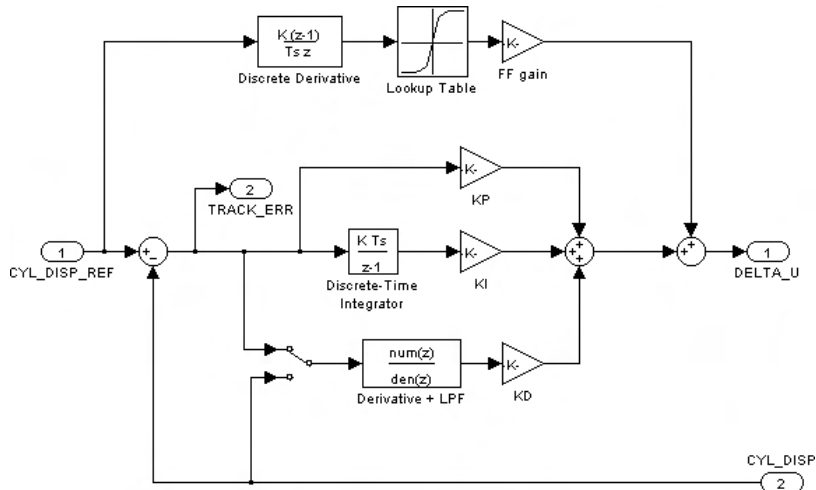 K (z-1)
Ts z
Discrete Derivative
Lookup Table
-K-
FF gain
-K-
KP
2
TRACK_ERR
1
CYL_DISP_REF
+
-
K Ts
z-1
Discrete-Time
Integrator
-K-
KI
+
+
+
+
+
1
DELTA_U
num(z)
den(z)
Derivative + LPF
-K-
KD
CYL_DISP
2